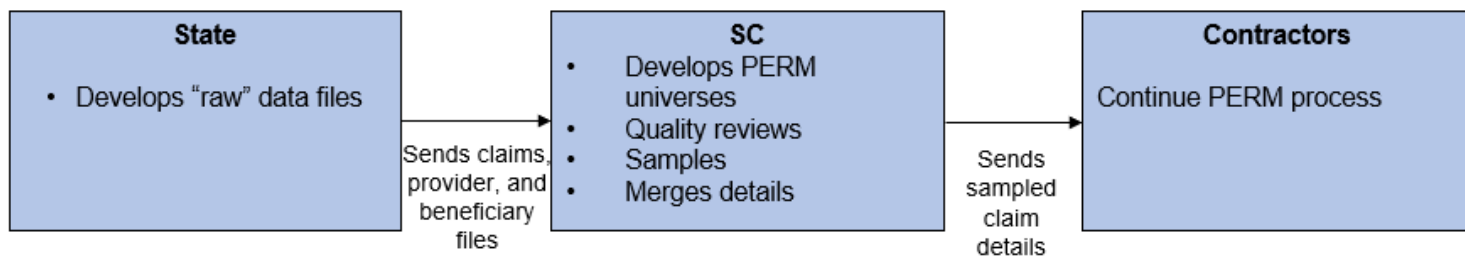 State
• Develops “raw” data files
Sends claims,
provider, and
beneficiary
files
SC
• Develops PERM
universes
• Quality reviews
• Samples
• Merges details
Sends
sampled
claim
details
Contractors
Continue PERM process